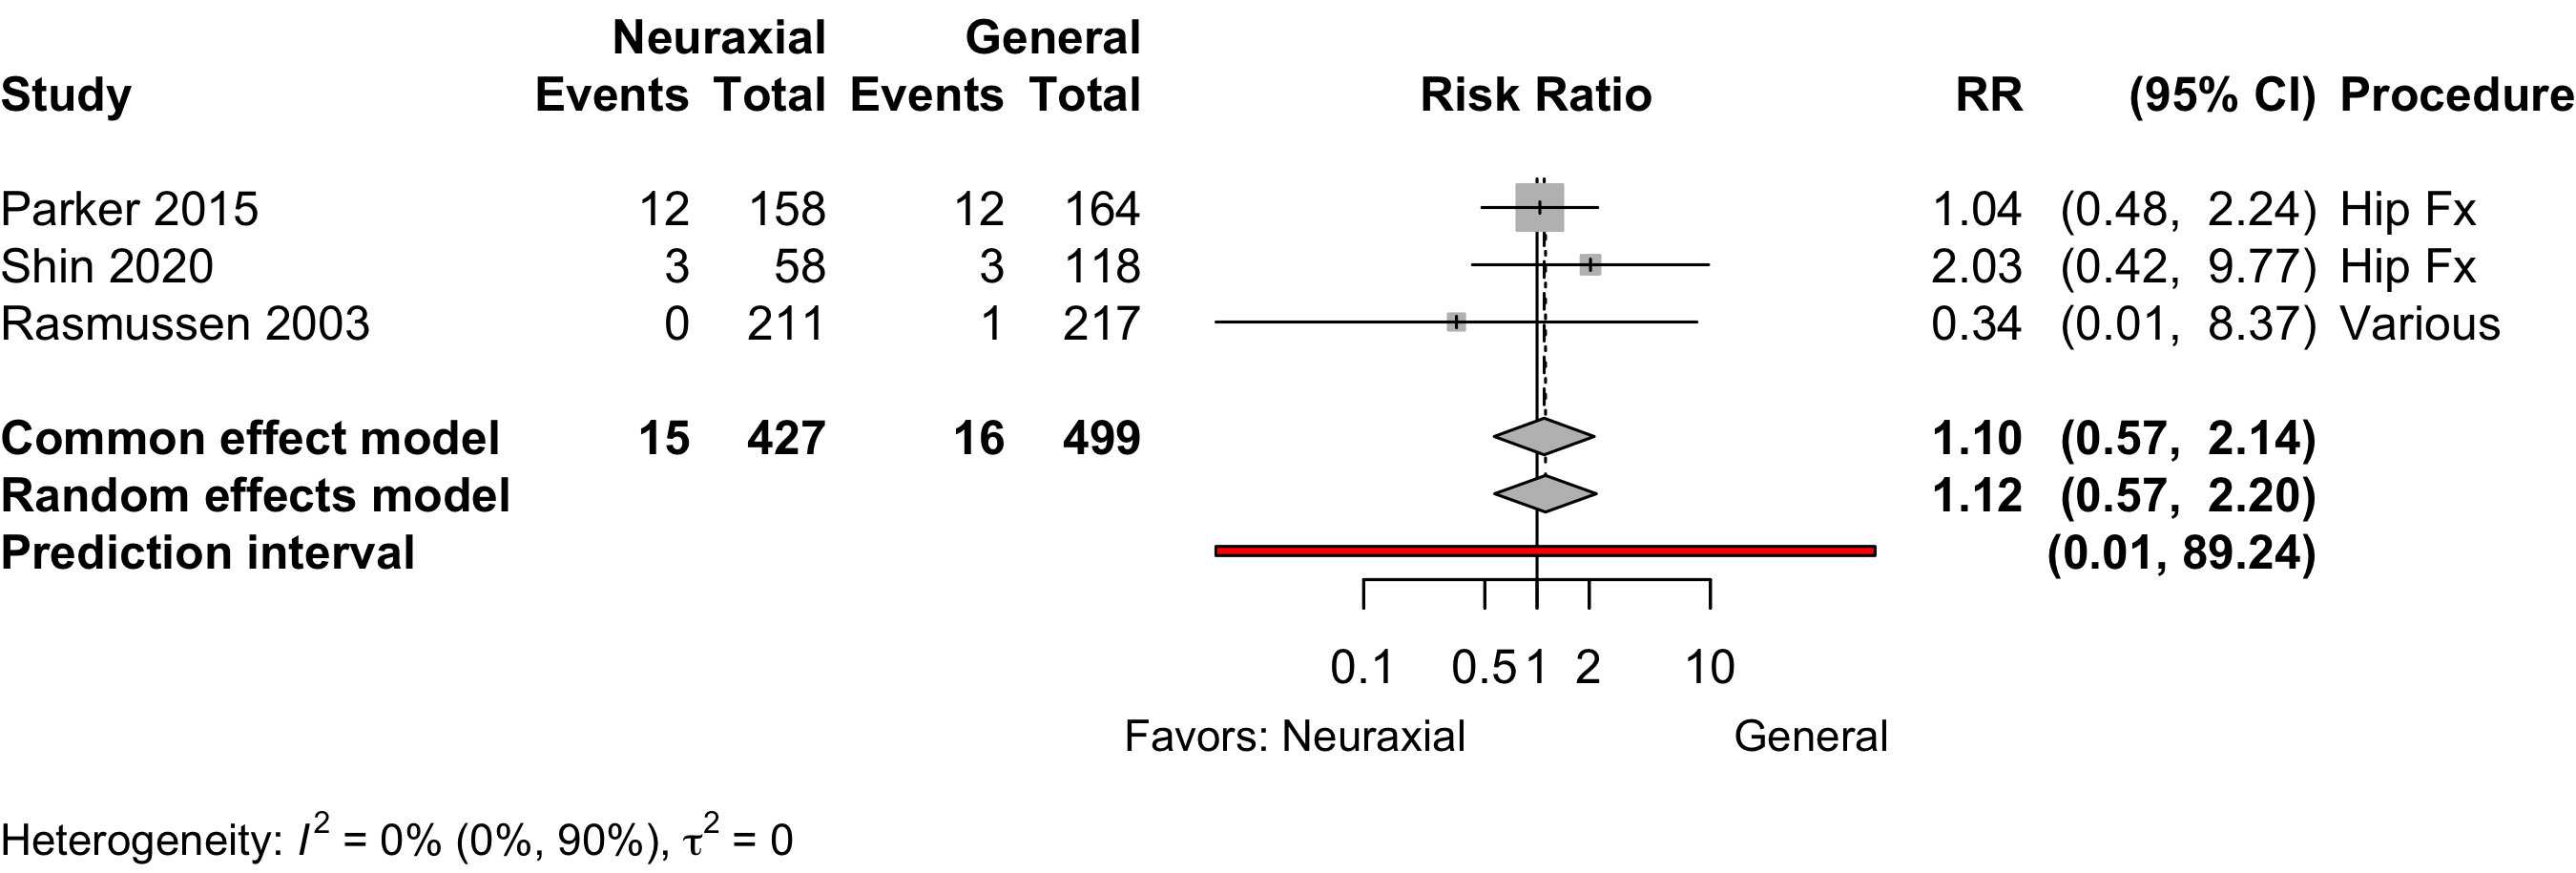 Neuraxial General
Study Events Total Events Total Risk Ratio RR (95% CI) Procedure
Parker 2015 12 158 12 164 1.04 (0.48, 2.24) Hip Fx
Shin 2020 3 58 3 118 2.03 (0.42, 9.77) Hip Fx
Rasmussen 2003 0 211 1 217 0.34 (0.01, 8.37) Various
Common effect model 15 427 16 499 1.10 (0.57, 2.14)
Random effects model 1.12 (0.57, 2.20)
Prediction interval (0.01, 89.24)
0.1 0.5 1 2 10
Favors: Neuraxial General
Heterogeneity: I² = 0% (0%, 90%), τ² = 0